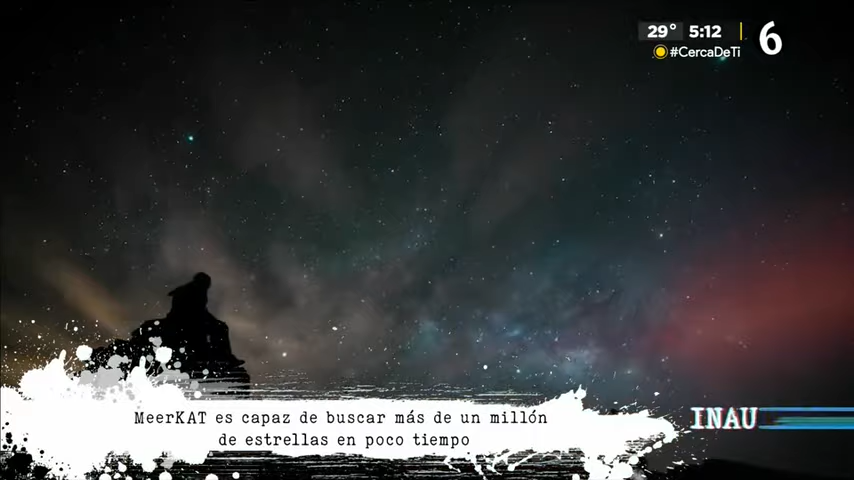 29° 5:12
#CercaDeTi
6
MeerKAT es capaz de buscar más de un millón
de estrellas en poco tiempo
INAU